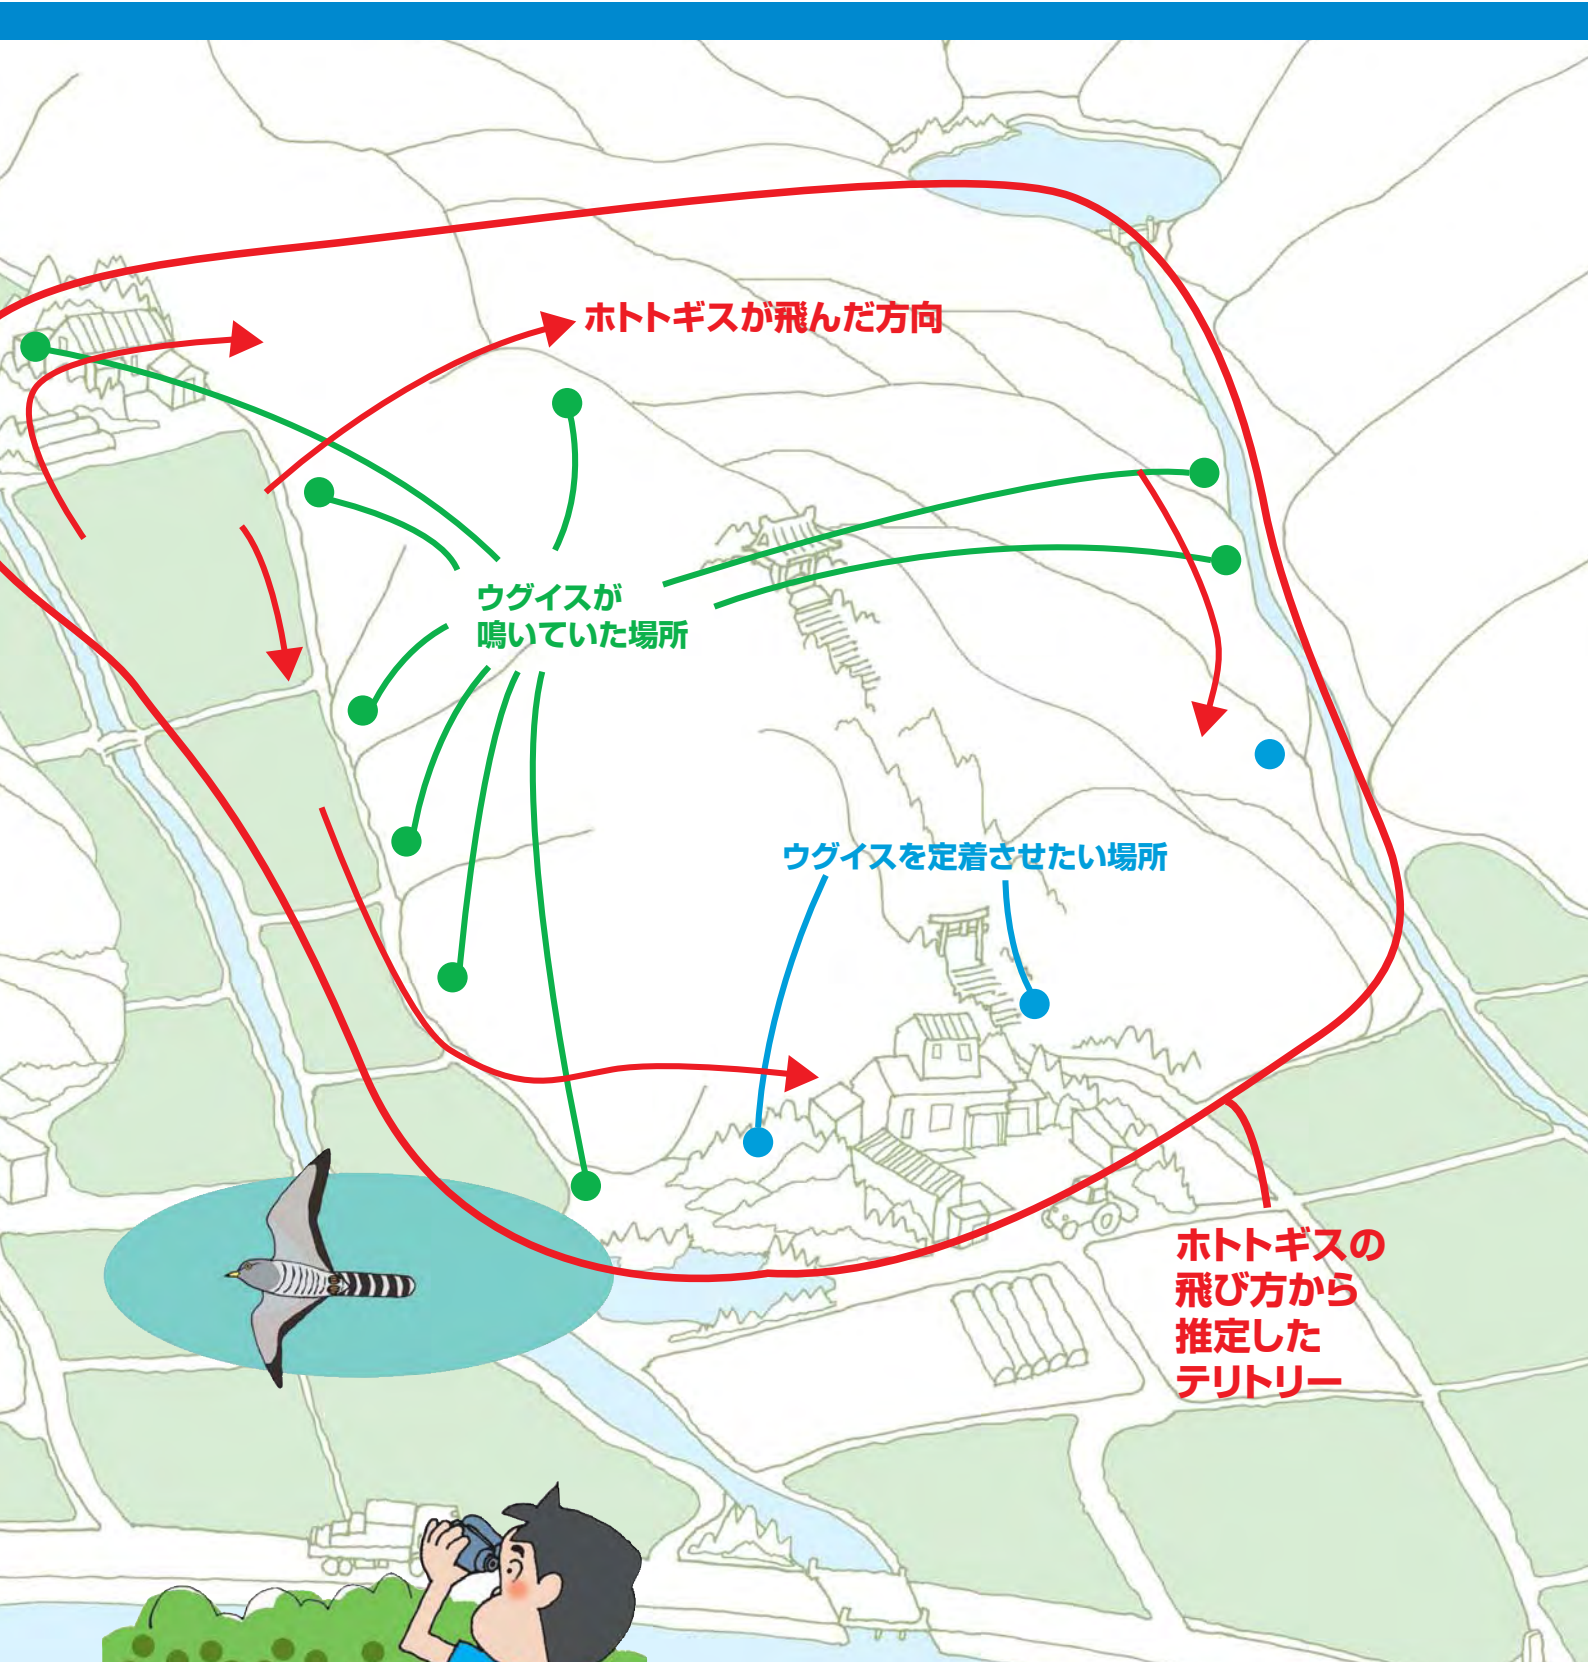 ホトトギスが飛んだ方向
ウグイスが
鳴いていた場所
ウグイスを定着させたい場所
ホトトギスの
飛び方から
推定した
テリトリー